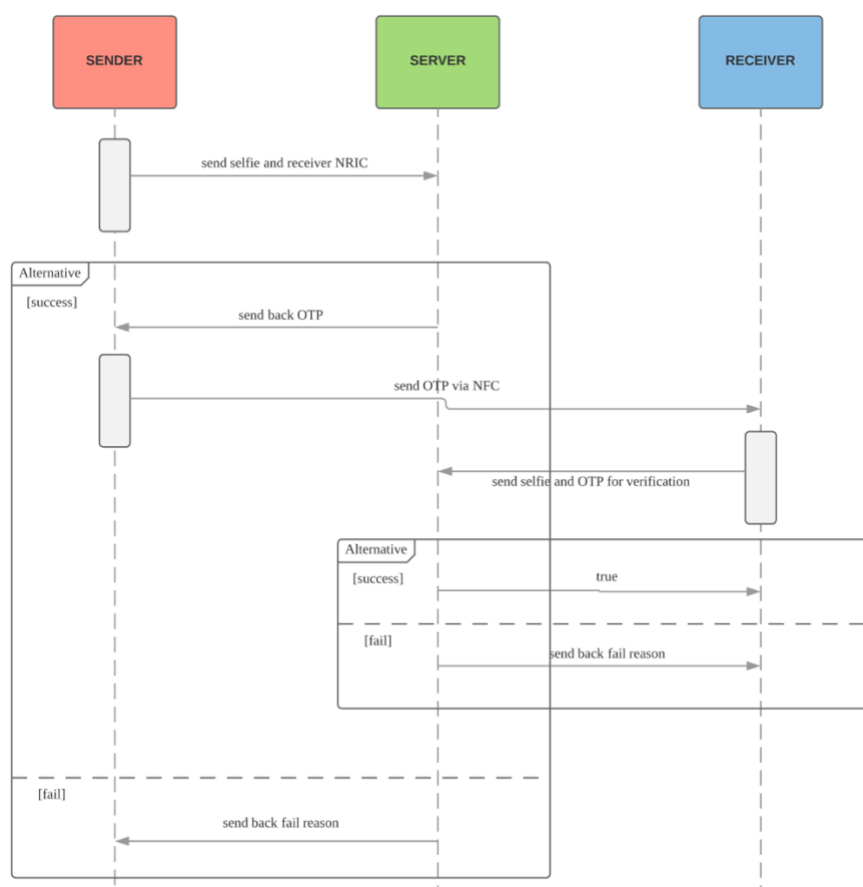 SENDER
SERVER
RECEIVER
send selfie and receiver NRIC
Alternative
[success]
send back OTP
send OTP via NFC
send selfie and OTP for verification
Alternative
[success]
true
[fail]
send back fail reason
[fail]
send back fail reason